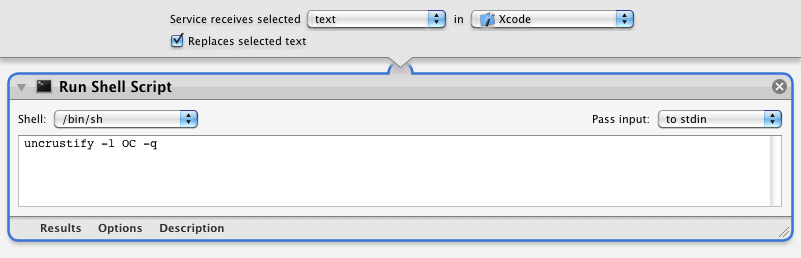 Service receives selected text in Xcode
Replaces selected text
Run Shell Script
Shell: /bin/sh Pass input: to stdin
uncrustify -l OC -q
Results Options Description